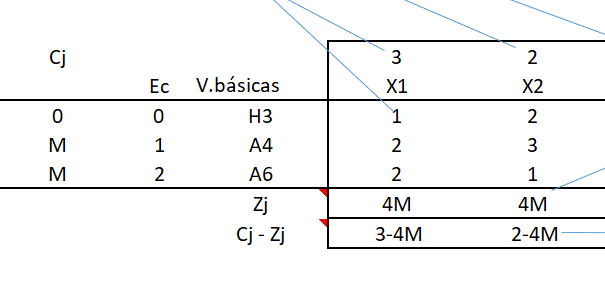 Cj 3 2
Ec V.básicas X1 X2
0 0 H3 1 2
M 1 A4 2 3
M 2 A6 2 1
Zj 4M 4M
Cj - Zj 3-4M 2-4M